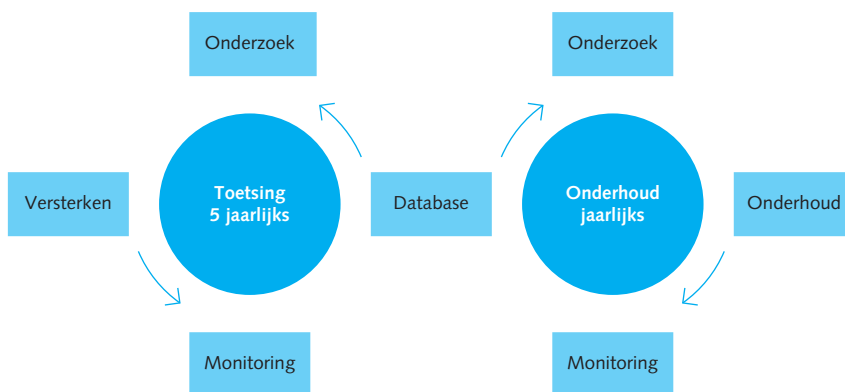 Onderzoek
Onderzoek
Versterken
Toetsing
5 jaarlijks
Database
Onderhoud
jaarlijks
Onderhoud
Monitoring
Monitoring